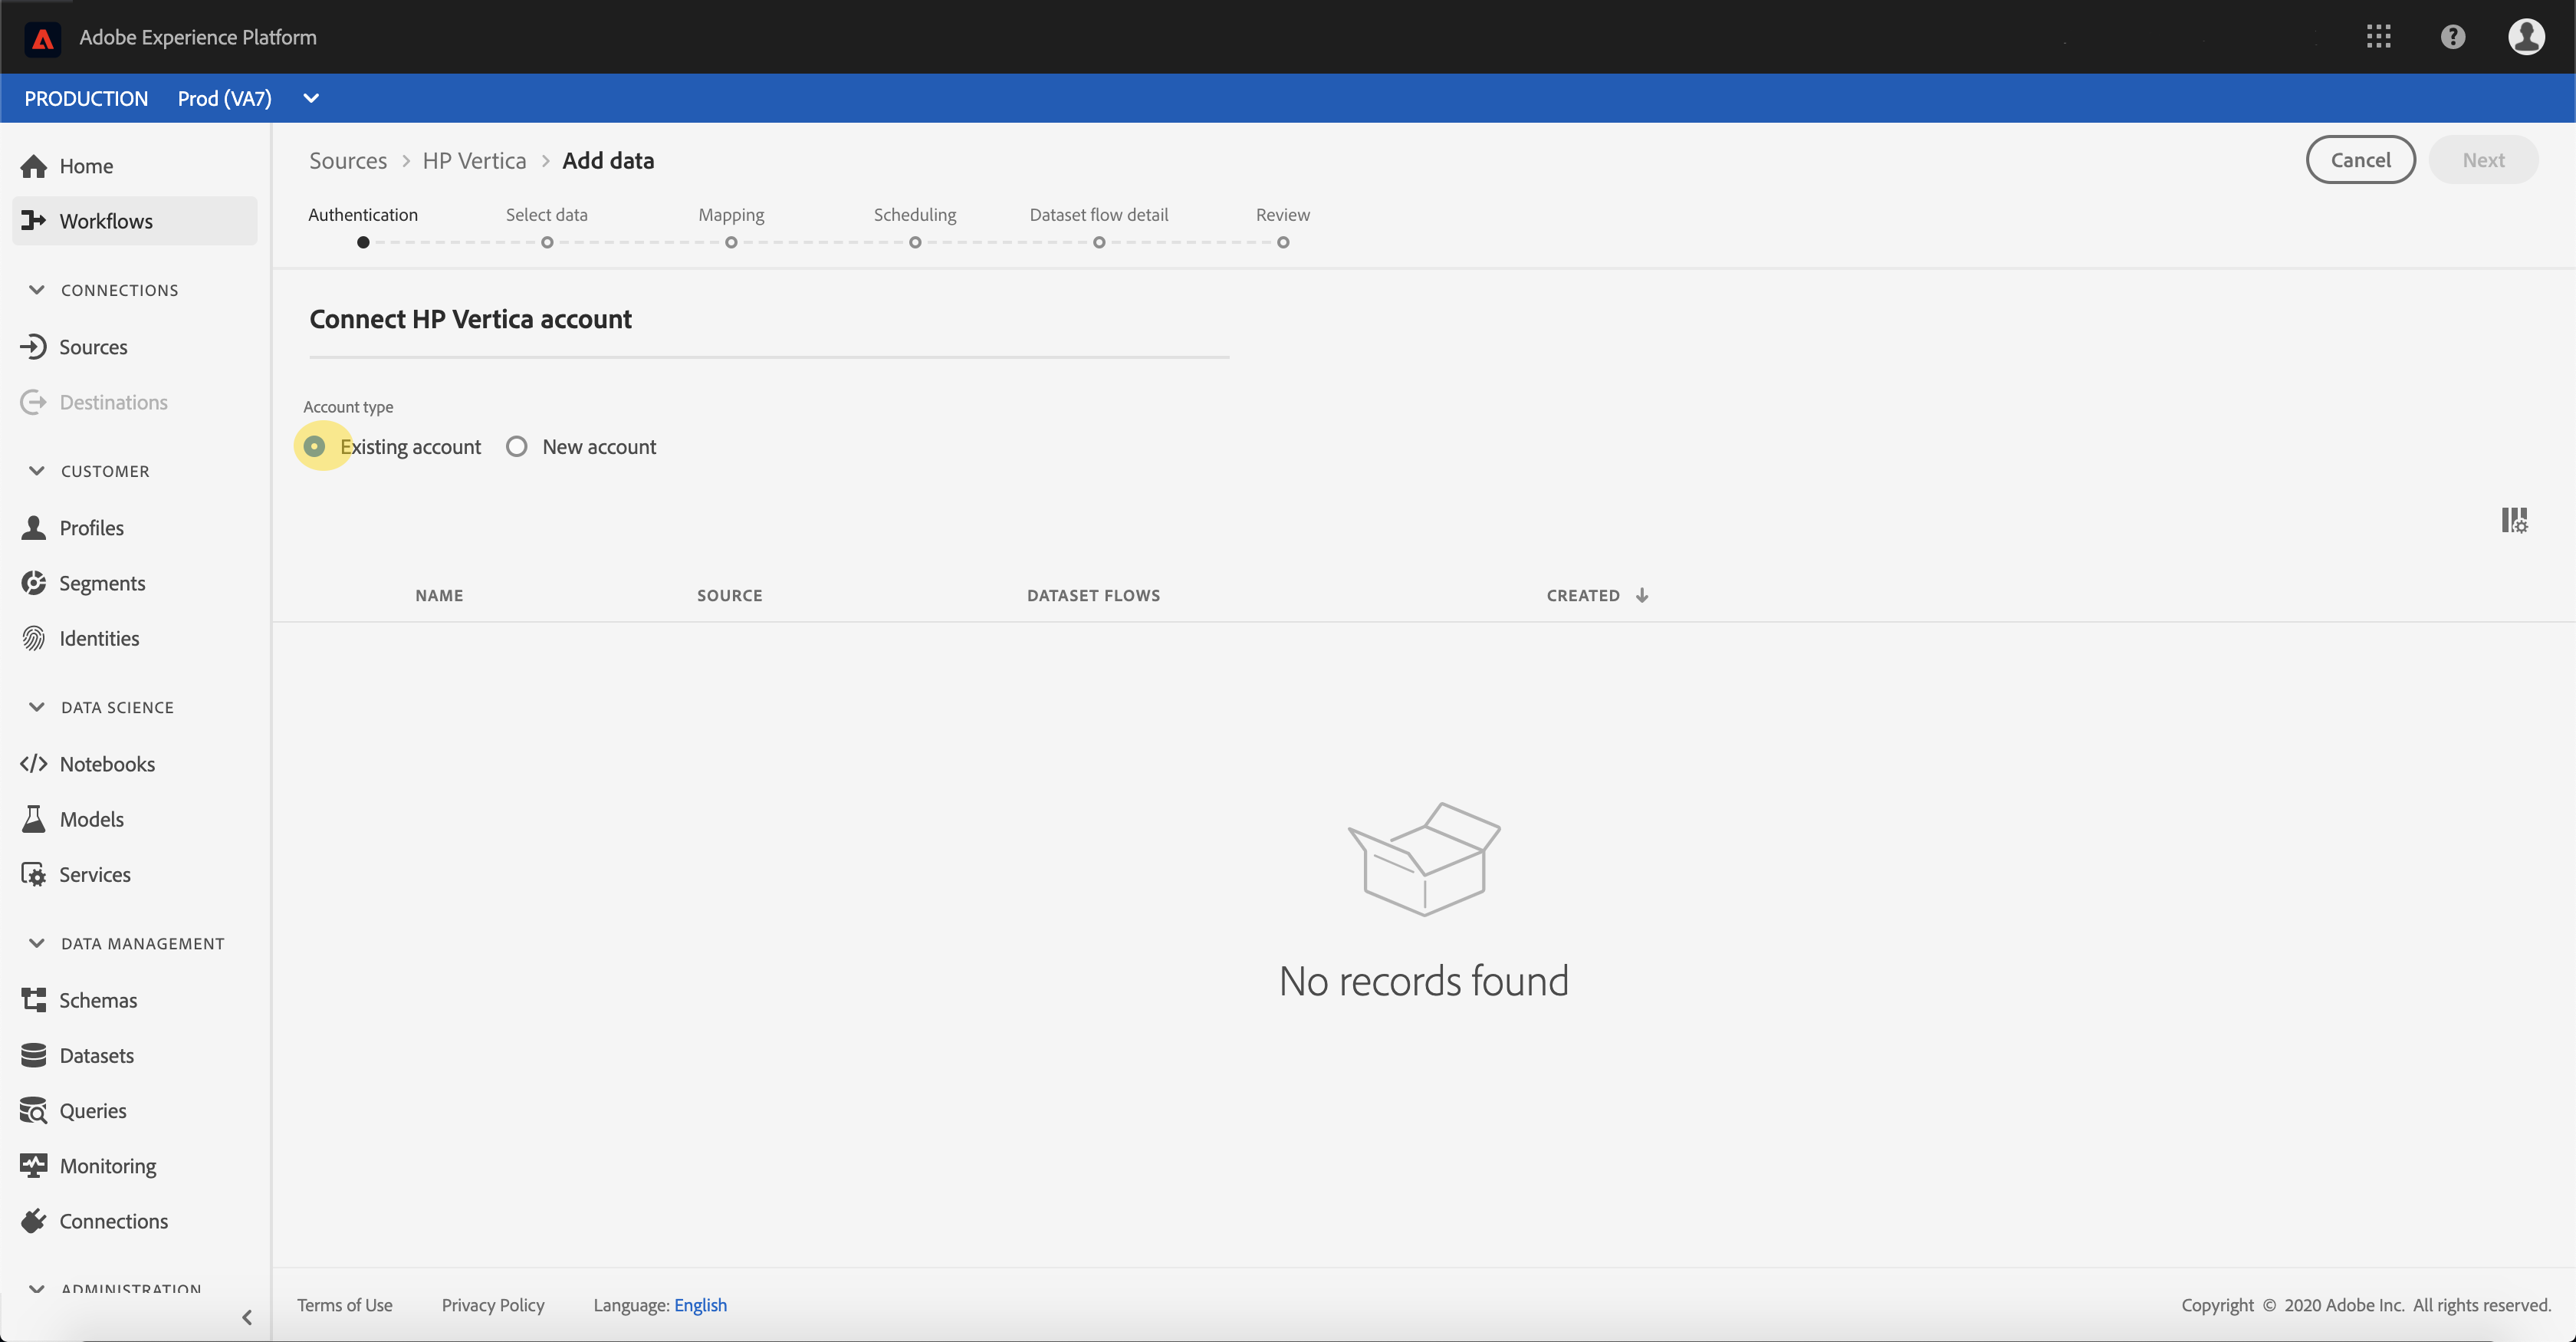 Adobe Experience Platform
PRODUCTION Prod (VA7)
Home
Workflows
CONNECTIONS
Sources
Destinations
CUSTOMER
Profiles
Segments
Identities
DATA SCIENCE
Notebooks
Models
Services
DATA MANAGEMENT
Schemas
Datasets
Queries
Monitoring
Connections
ADMINISTRATION
Sources > HP Vertica > Add data
Cancel Next
Authentication Select data Mapping Scheduling Dataset flow detail Review
Connect HP Vertica account
Account type
Existing account New account
NAME SOURCE DATASET FLOWS CREATED ↓
No records found
Terms of Use Privacy Policy Language: English
Copyright © 2020 Adobe Inc. All rights reserved.